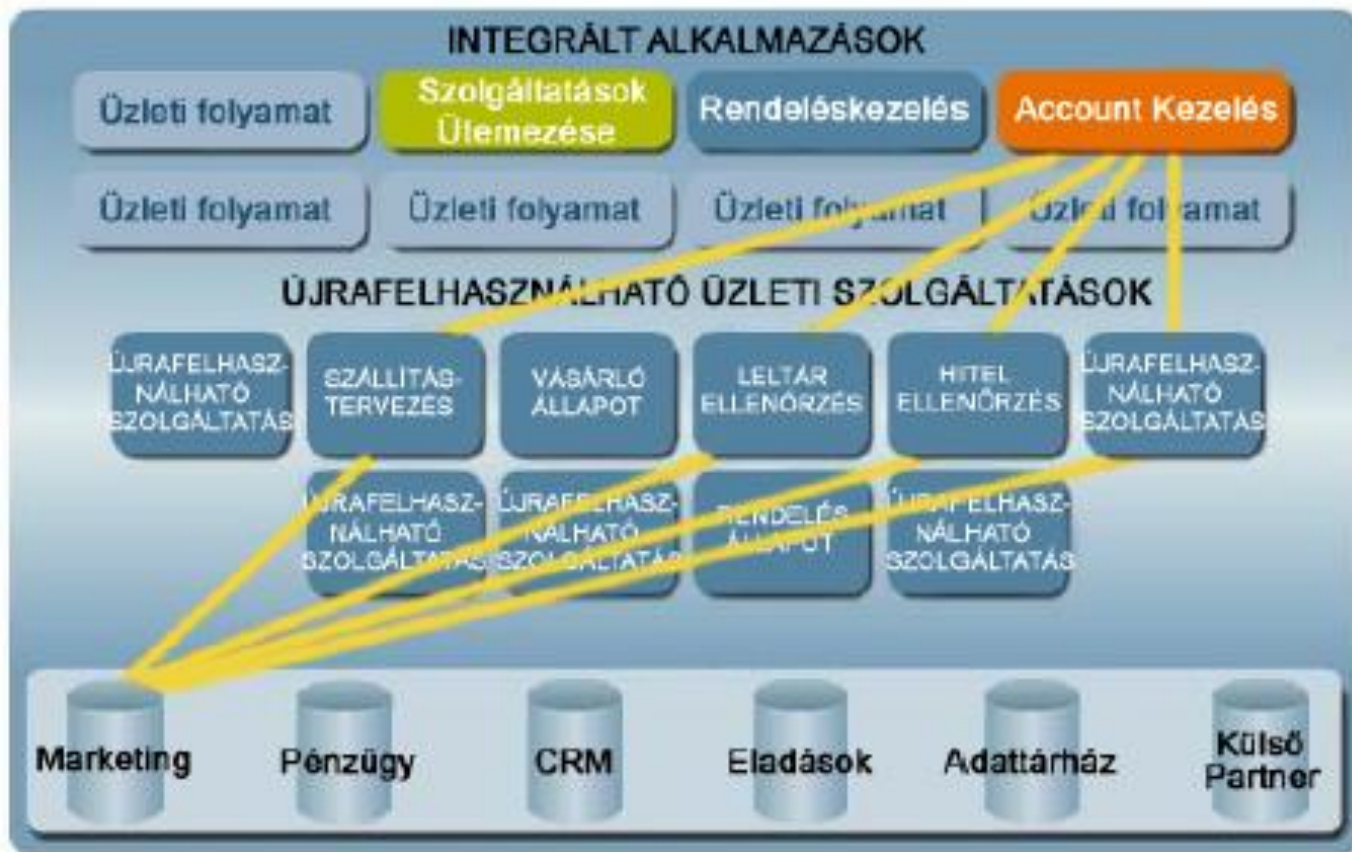 INTEGRÁLT ALKALMAZÁSOK
Üzleti folyamat
Szolgáltatások
Ütemezése
Rendeléskezelés
Account Kezelés
Üzleti folyamat
Üzleti folyamat
Üzleti folyamat
Üzleti folyamat
ÚJRAFELHASZNÁLHATÓ ÜZLETI SZOLGÁLTATÁSOK
ÚJRAFELHASZ-
NÁLHATÓ
SZOLGÁLTATÁS
SZÁLLÍTÁS-
TERVEZÉS
VÁSÁRLÓ
ÁLLAPOT
LELTÁR
ELLENŐRZÉS
HITEL
ELLENŐRZÉS
ÚJRAFELHASZ-
NÁLHATÓ
SZOLGÁLTATÁS
ÚJRAFELHASZ-
NÁLHATÓ
SZOLGÁLTATÁS
ÚJRAFELHASZ-
NÁLHATÓ
SZOLGÁLTATÁS
RENDELÉS
ÁLLAPOT
ÚJRAFELHASZ-
NÁLHATÓ
SZOLGÁLTATÁS
Marketing
Pénzügy
CRM
Eladások
Adattárház
Külső
Partner